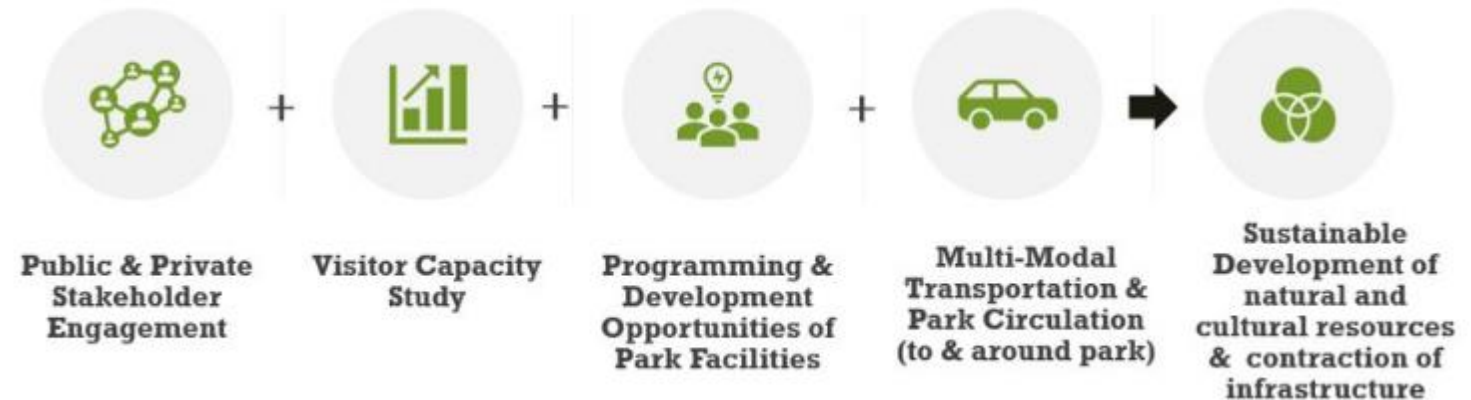 +
+
+
Public & Private
Stakeholder
Engagement
Visitor Capacity
Study
Programming &
Development
Opportunities of
Park Facilities
Multi-Modal
Transportation &
Park Circulation
(to & around park)
Sustainable
Development of
natural and
cultural resources
& contraction of
infrastructure